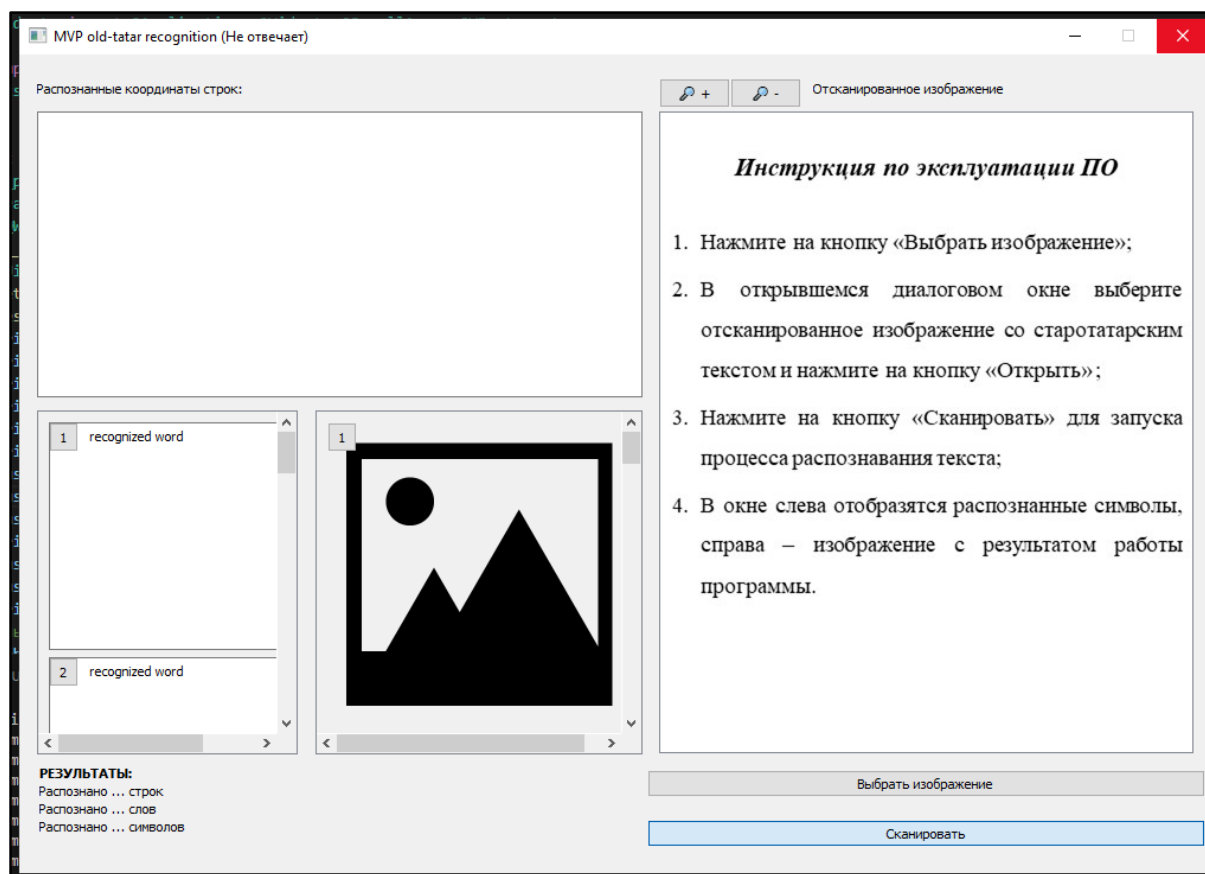 MVP old-tatar recognition (Не отвечает)
Распознанные координаты строк:
+
-
Отсканированное изображение
Инструкция по эксплуатации ПО
1. Нажмите на кнопку «Выбрать изображение»;
2. В открывшемся диалоговом окне выберите
отсканированное изображение со старотатарским
текстом и нажмите на кнопку «Открыть»;
3. Нажмите на кнопку «Сканировать» для запуска
процесса распознавания текста;
4. В окне слева отобразятся распознанные символы,
справа – изображение с результатом работы
программы.
1 recognized word
2 recognized word
1
РЕЗУЛЬТАТЫ:
Распознано ... строк
Распознано ... слов
Распознано ... символов
Выбрать изображение
Сканировать